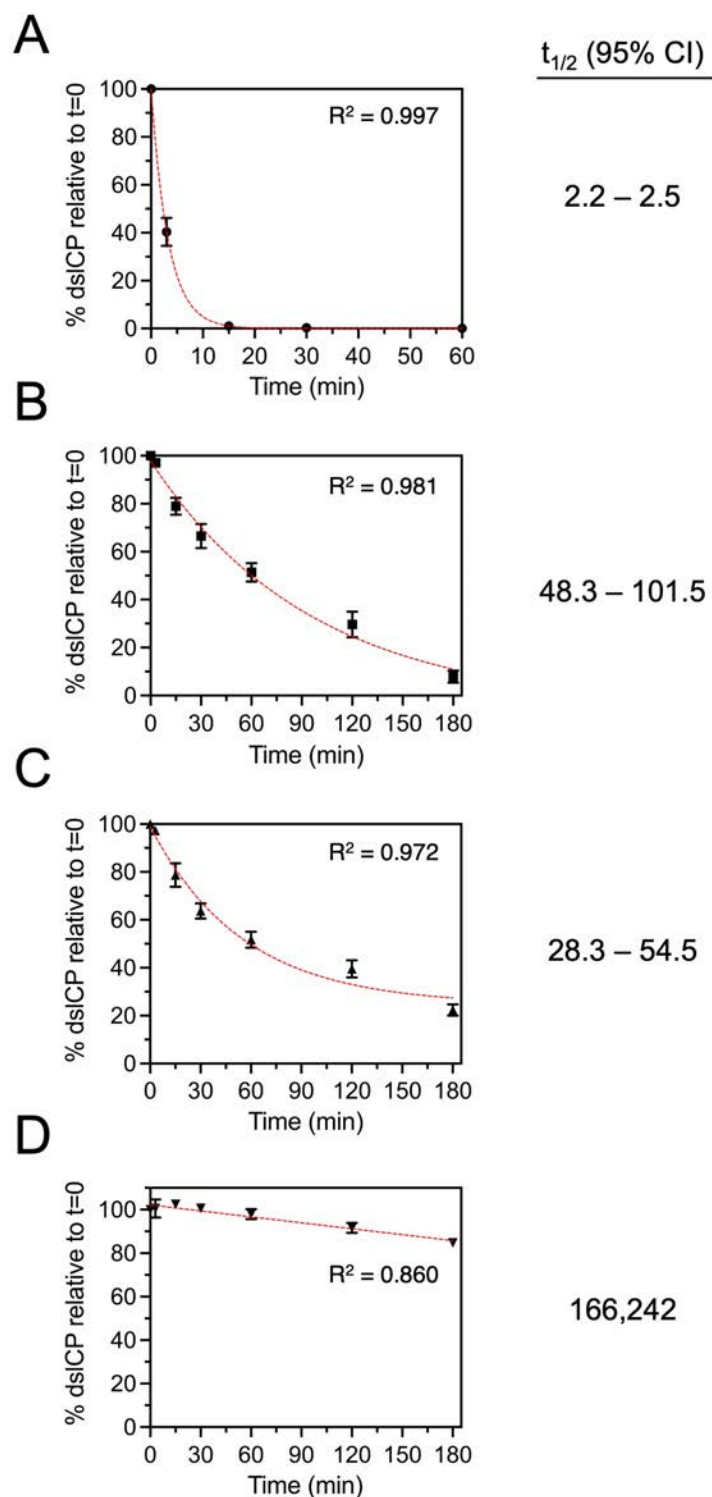 A
t1/2 (95% CI)
% dsICP relative to t=0
100
80
60
40
20
0
R² = 0.997
0 10 20 30 40 50 60
Time (min)
2.2 – 2.5
B
% dsICP relative to t=0
100
80
60
40
20
0
R² = 0.981
0 30 60 90 120 150 180
Time (min)
48.3 – 101.5
C
% dsICP relative to t=0
100
80
60
40
20
0
R² = 0.972
0 30 60 90 120 150 180
Time (min)
28.3 – 54.5
D
% dsICP relative to t=0
100
80
60
40
20
0
R² = 0.860
0 30 60 90 120 150 180
Time (min)
166,242